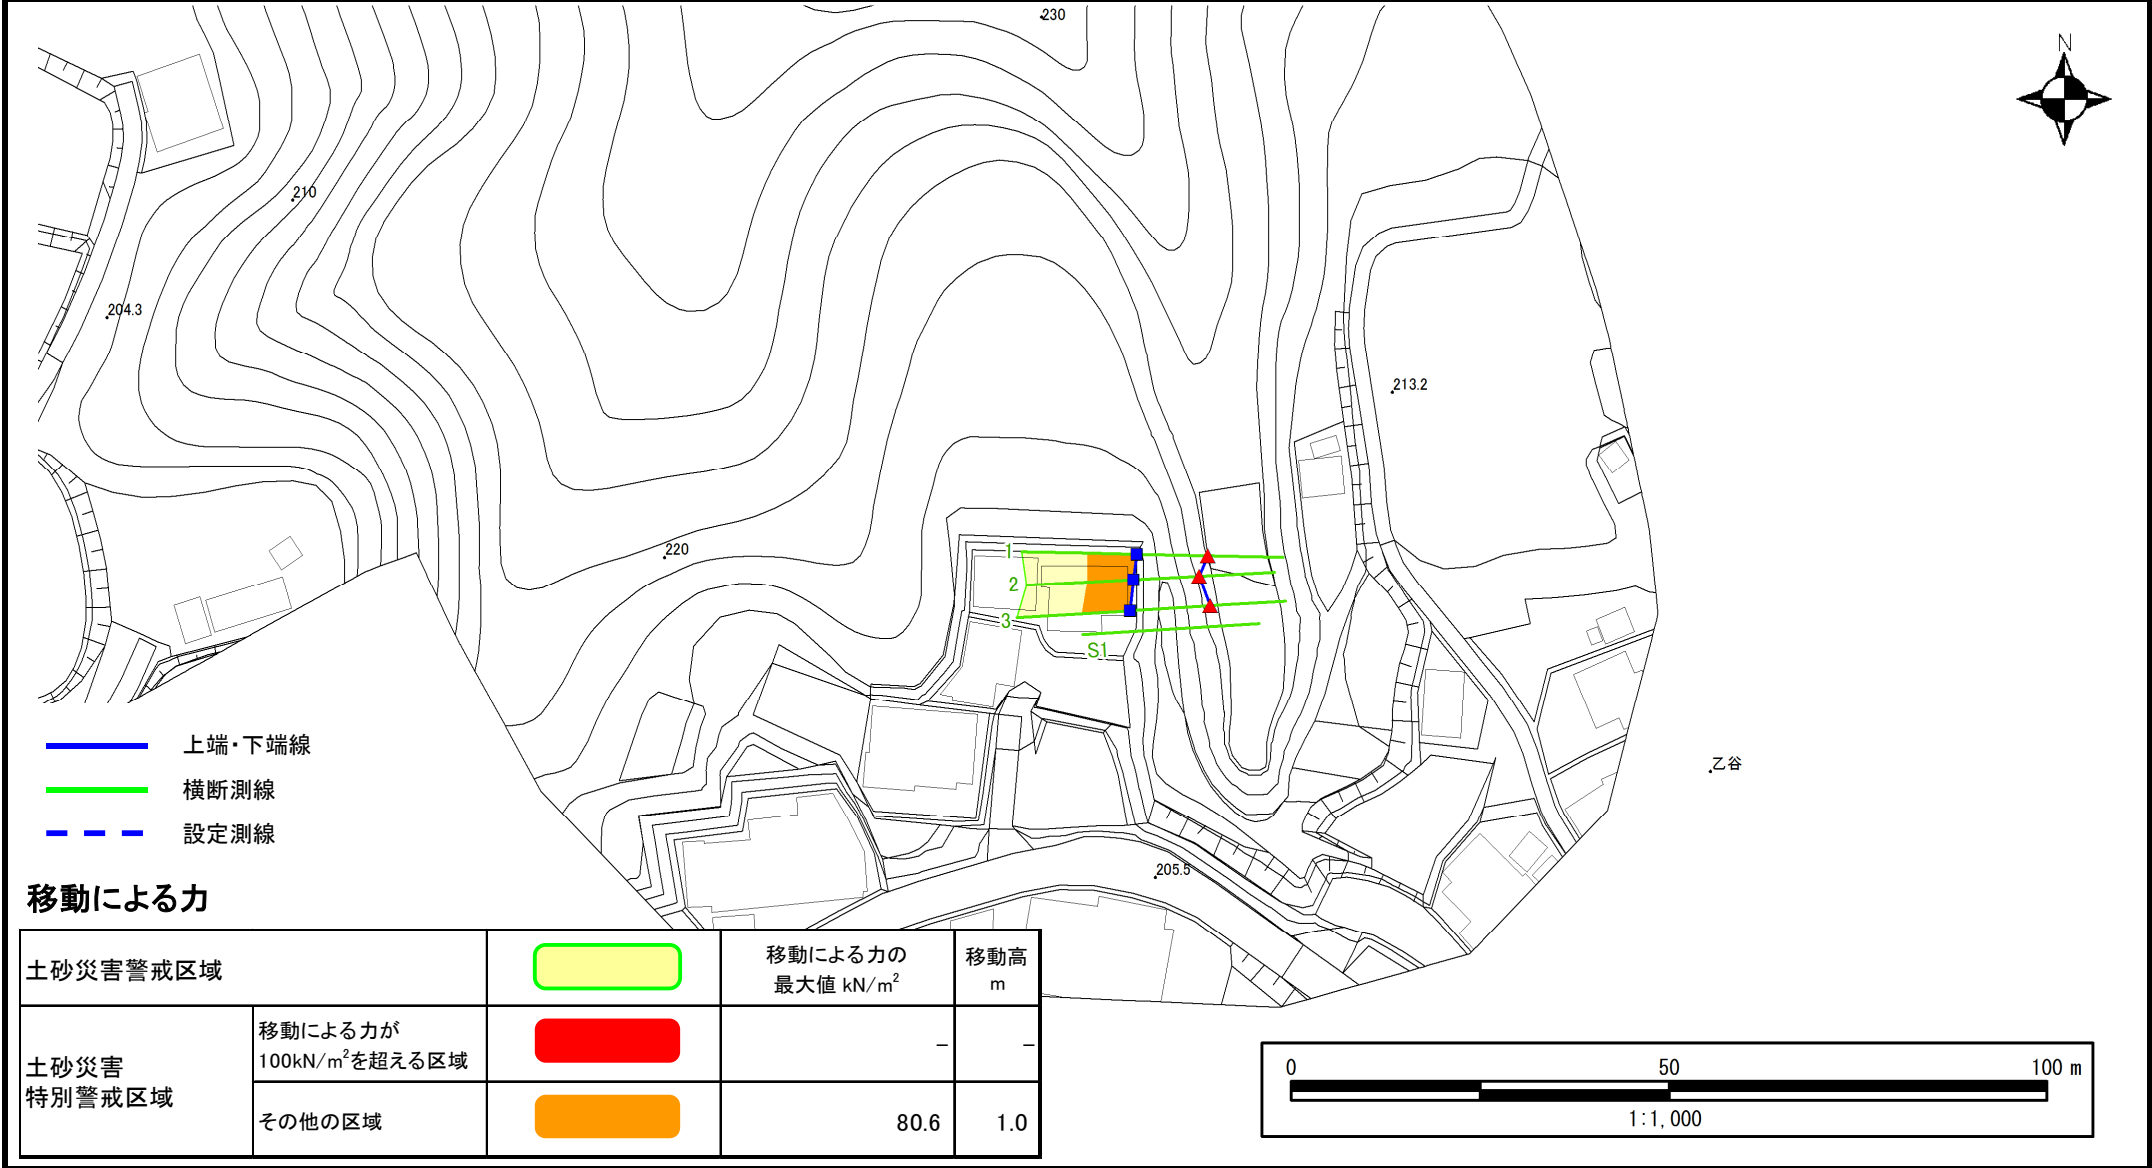 230
N
210
204.3
213.2
220
1
2
3
S1
乙谷
205.5
上端・下端線
横断測線
設定測線
移動による力
土砂災害警戒区域
移動による力の
最大値 kN/m²
移動高
m
土砂災害
特別警戒区域
移動による力が
100kN/m²を超える区域
－ －
その他の区域
80.6 1.0
0 50 100 m
1:1,000